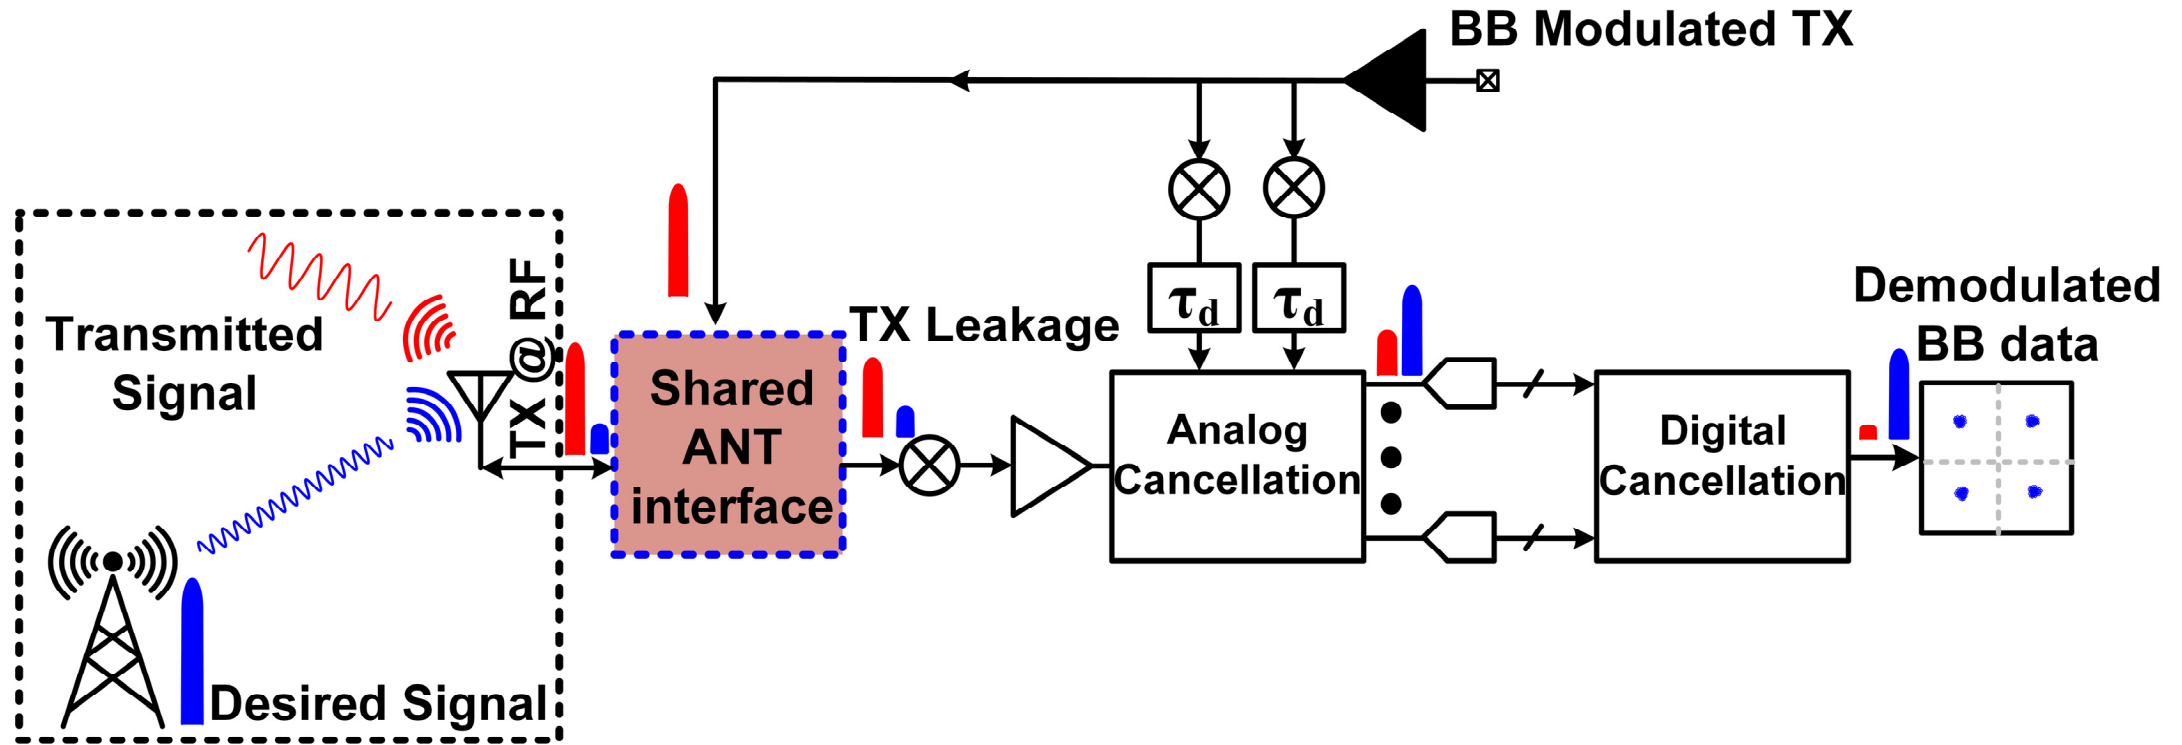 BB Modulated TX
Transmitted
Signal
TX @ RF
Desired Signal
Shared
ANT
interface
TX Leakage
τd
τd
Analog
Cancellation
Digital
Cancellation
Demodulated
BB data